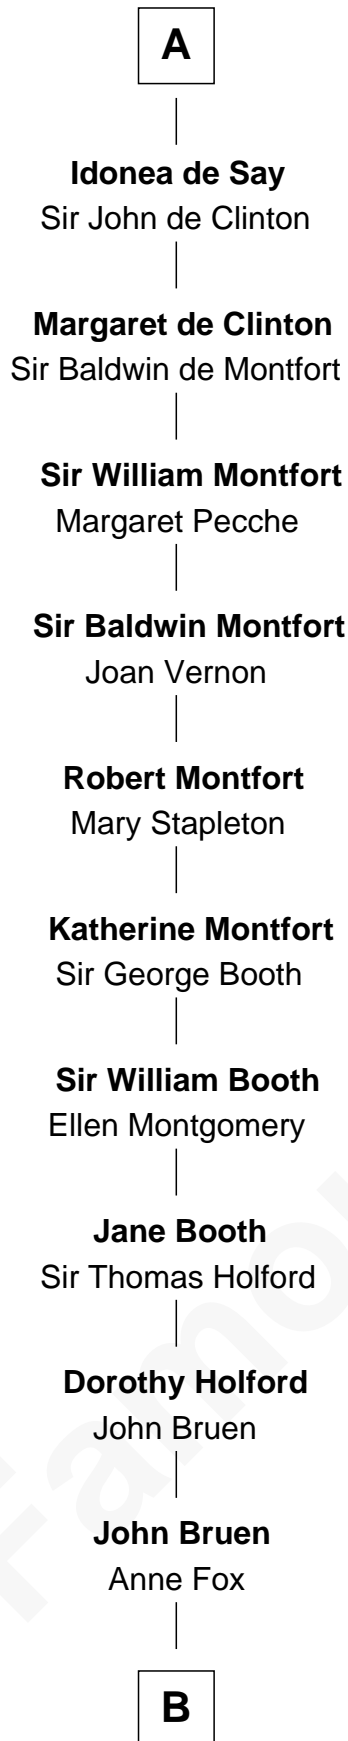 A
Idonea de Say
Sir John de Clinton
Margaret de Clinton
Sir Baldwin de Montfort
Sir William Montfort
Margaret Pecche
Sir Baldwin Montfort
Joan Vernon
Robert Montfort
Mary Stapleton
Katherine Montfort
Sir George Booth
Sir William Booth
Ellen Montgomery
Jane Booth
Sir Thomas Holford
Dorothy Holford
John Bruen
John Bruen
Anne Fox
B